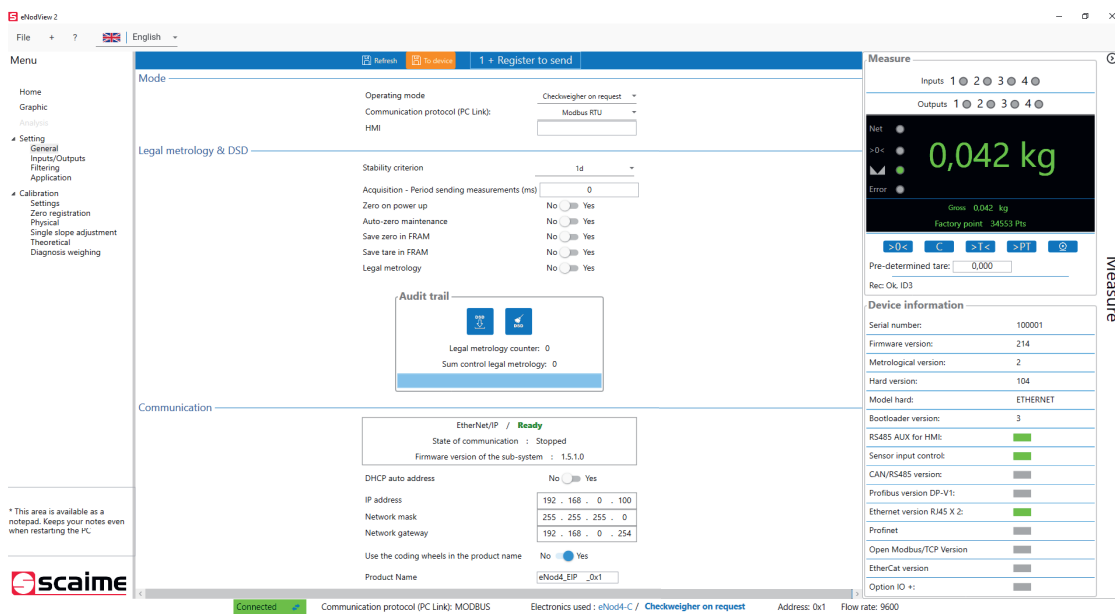 eNodView 2
File + ? English
Menu
Home
Graphic
Analysis
Setting
General
Inputs/Outputs
Filtering
Application
Calibration
Settings
Zero registration
Physical
Single slope adjustment
Theoretical
Diagnosis weighing
* This area is available as a
notepad. Keeps your notes even
when restarting the PC
scaime
Refresh To device 1 + Register to send
Mode
Operating mode Checkweigher on request
Communication protocol (PC Link): Modbus RTU
HMI
Legal metrology & DSD
Stability criterion 1d
Acquisition - Period sending measurements (ms) 0
Zero on power up No Yes
Auto-zero maintenance No Yes
Save zero in FRAM No Yes
Save tare in FRAM No Yes
Legal metrology No Yes
Audit trail
DSD DSD
Legal metrology counter: 0
Sum control legal metrology: 0
Communication
EtherNet/IP / Ready
State of communication : Stopped
Firmware version of the sub-system : 1.5.1.0
DHCP auto address No Yes
IP address 192 . 168 . 0 . 100
Network mask 255 . 255 . 255 . 0
Network gateway 192 . 168 . 0 . 254
Use the coding wheels in the product name No Yes
Product Name eNod4_EIP _0x1
Measure
Inputs 1 2 3 4
Outputs 1 2 3 4
Net
>0<
Error
0,042 kg
Gross 0,042 kg
Factory point 34553 Pts
>0< C >T< >PT
Pre-determined tare: 0,000
Rec: Ok, ID3
Measure
Device information
Serial number: 100001
Firmware version: 214
Metrological version: 2
Hard version: 104
Model hard: ETHERNET
Bootloader version: 3
RS485 AUX for HMI:
Sensor input control:
CAN/RS485 version:
Profibus version DP-V1:
Ethernet version RJ45 X 2:
Profinet
Open Modbus/TCP Version
EtherCat version
Option IO +:
Connected Communication protocol (PC Link): MODBUS Electronics used : eNod4-C / Checkweigher on request Address: 0x1 Flow rate: 9600